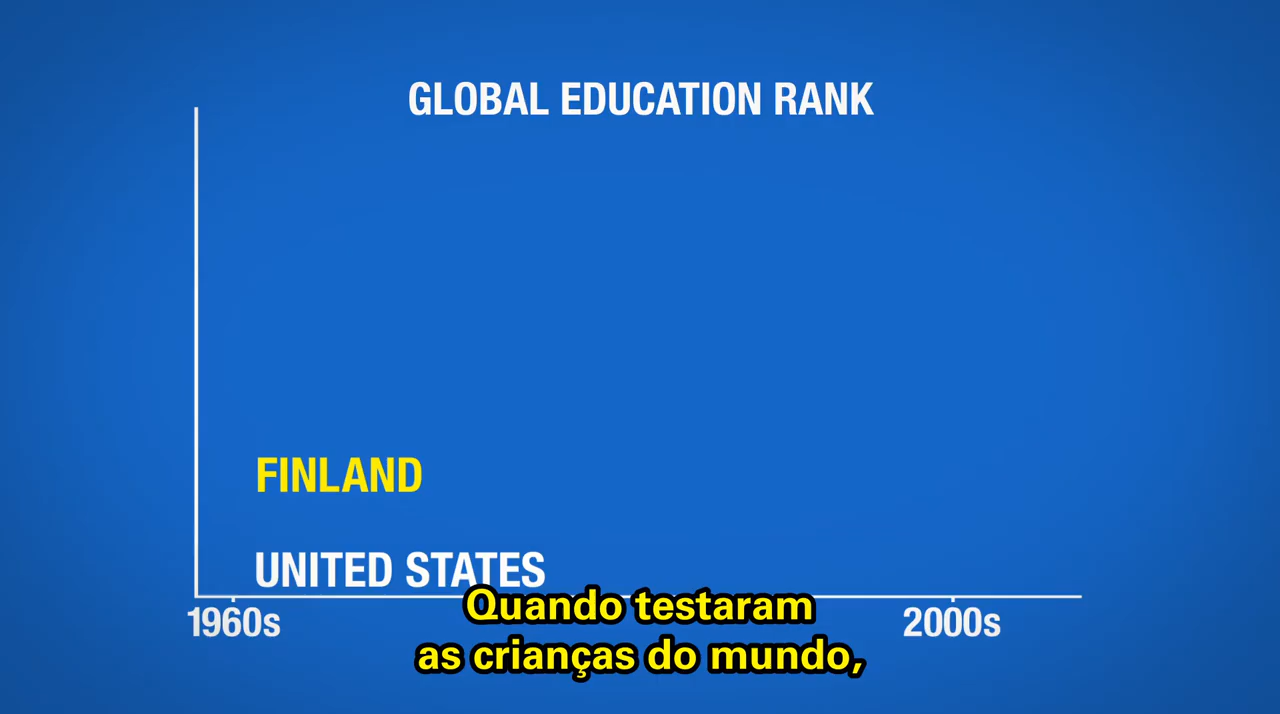 GLOBAL EDUCATION RANK
FINLAND
UNITED STATES
1960s
2000s
Quando testaram
as crianças do mundo,